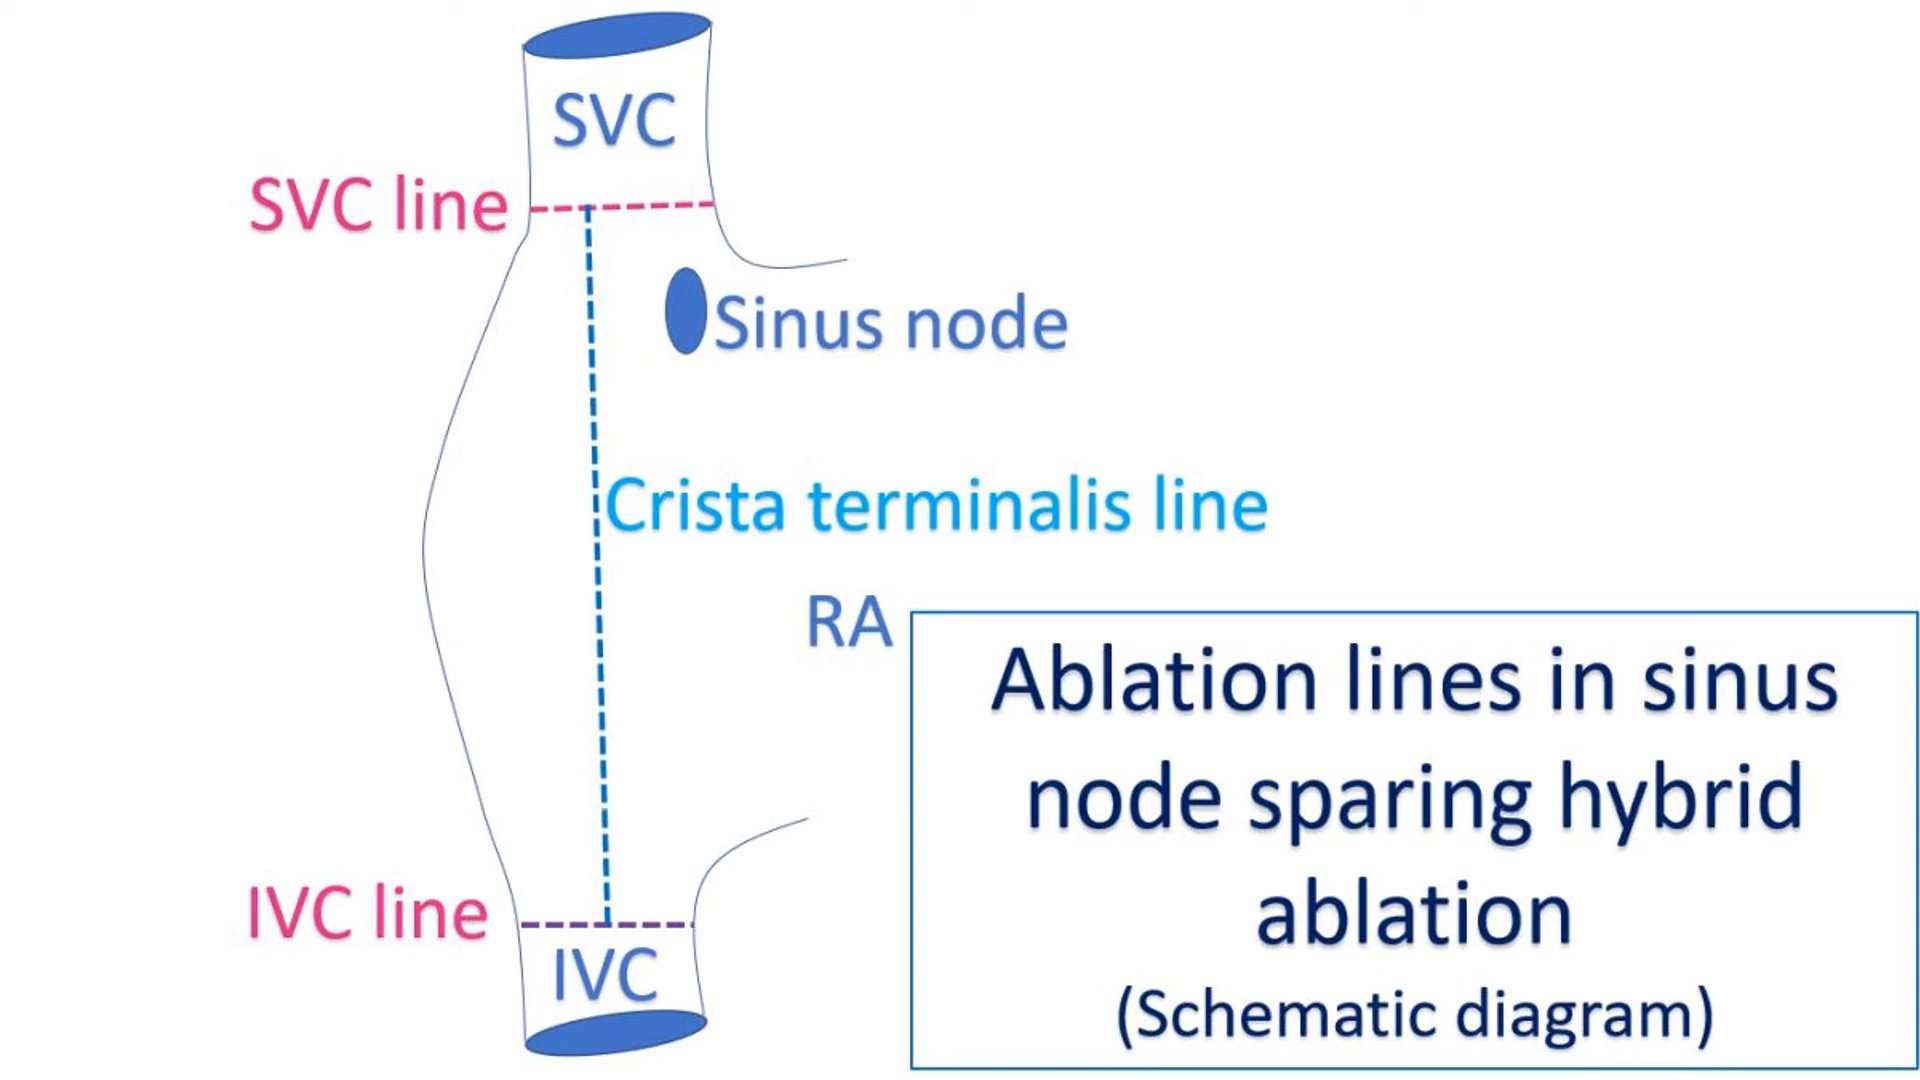 SVC
SVC line
Sinus node
Crista terminalis line
RA
IVC line
IVC
Ablation lines in sinus
node sparing hybrid
ablation
(Schematic diagram)